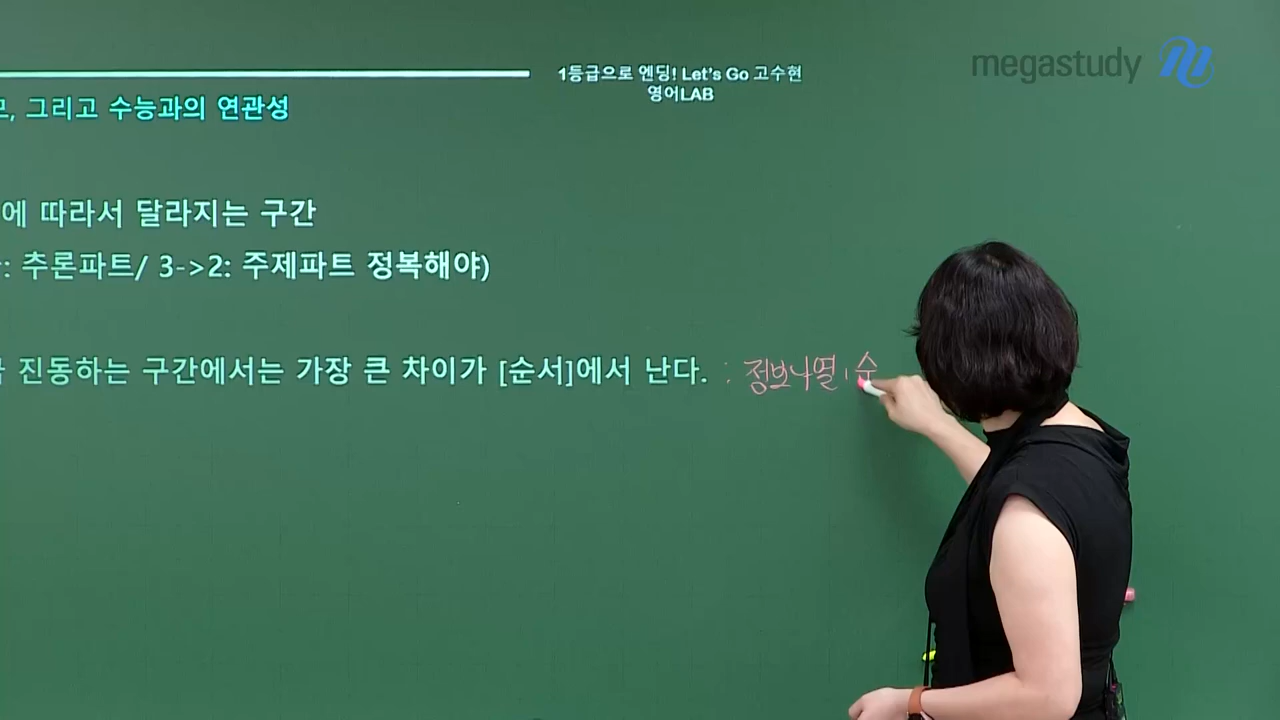 1등급으로 엔딩! Let's Go 고수현
영어LAB
megastudy
그리고 수능과의 연관성
에 따라서 달라지는 구간
: 추론파트/ 3->2: 주제파트 정복해야)
진동하는 구간에서는 가장 큰 차이가 [순서]에서 난다. : 정보나열, 순